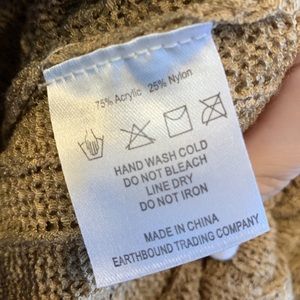 75% Acrylic 25% Nylon
HAND WASH COLD
DO NOT BLEACH
LINE DRY
DO NOT IRON
MADE IN CHINA
EARTHBOUND TRADING COMPANY